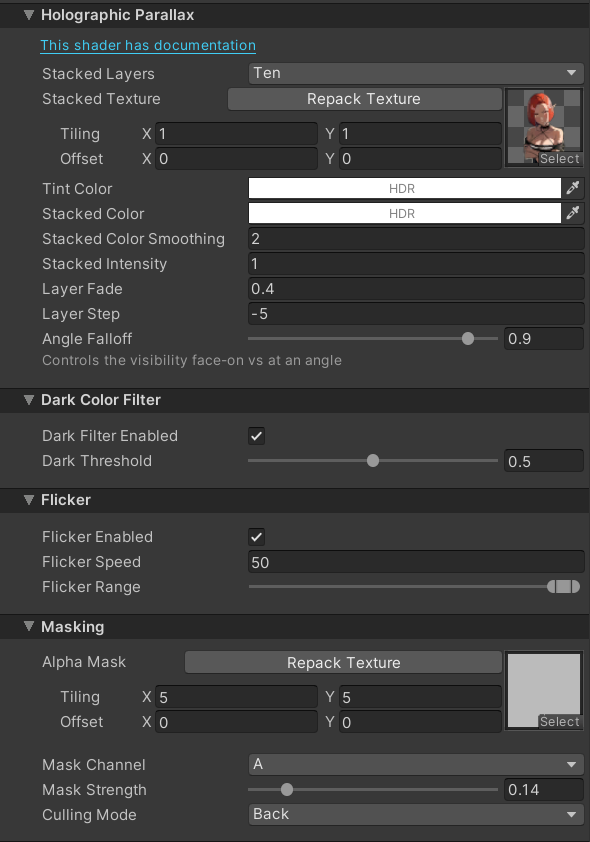 Holographic Parallax
This shader has documentation
Stacked Layers Ten
Stacked Texture Repack Texture
Tiling X 1 Y 1
Offset X 0 Y 0
Select
Tint Color HDR
Stacked Color HDR
Stacked Color Smoothing 2
Stacked Intensity 1
Layer Fade 0.4
Layer Step -5
Angle Falloff 0.9
Controls the visibility face-on vs at an angle
Dark Color Filter
Dark Filter Enabled
Dark Threshold 0.5
Flicker
Flicker Enabled
Flicker Speed 50
Flicker Range
Masking
Alpha Mask Repack Texture
Tiling X 5 Y 5
Offset X 0 Y 0
Select
Mask Channel A
Mask Strength 0.14
Culling Mode Back